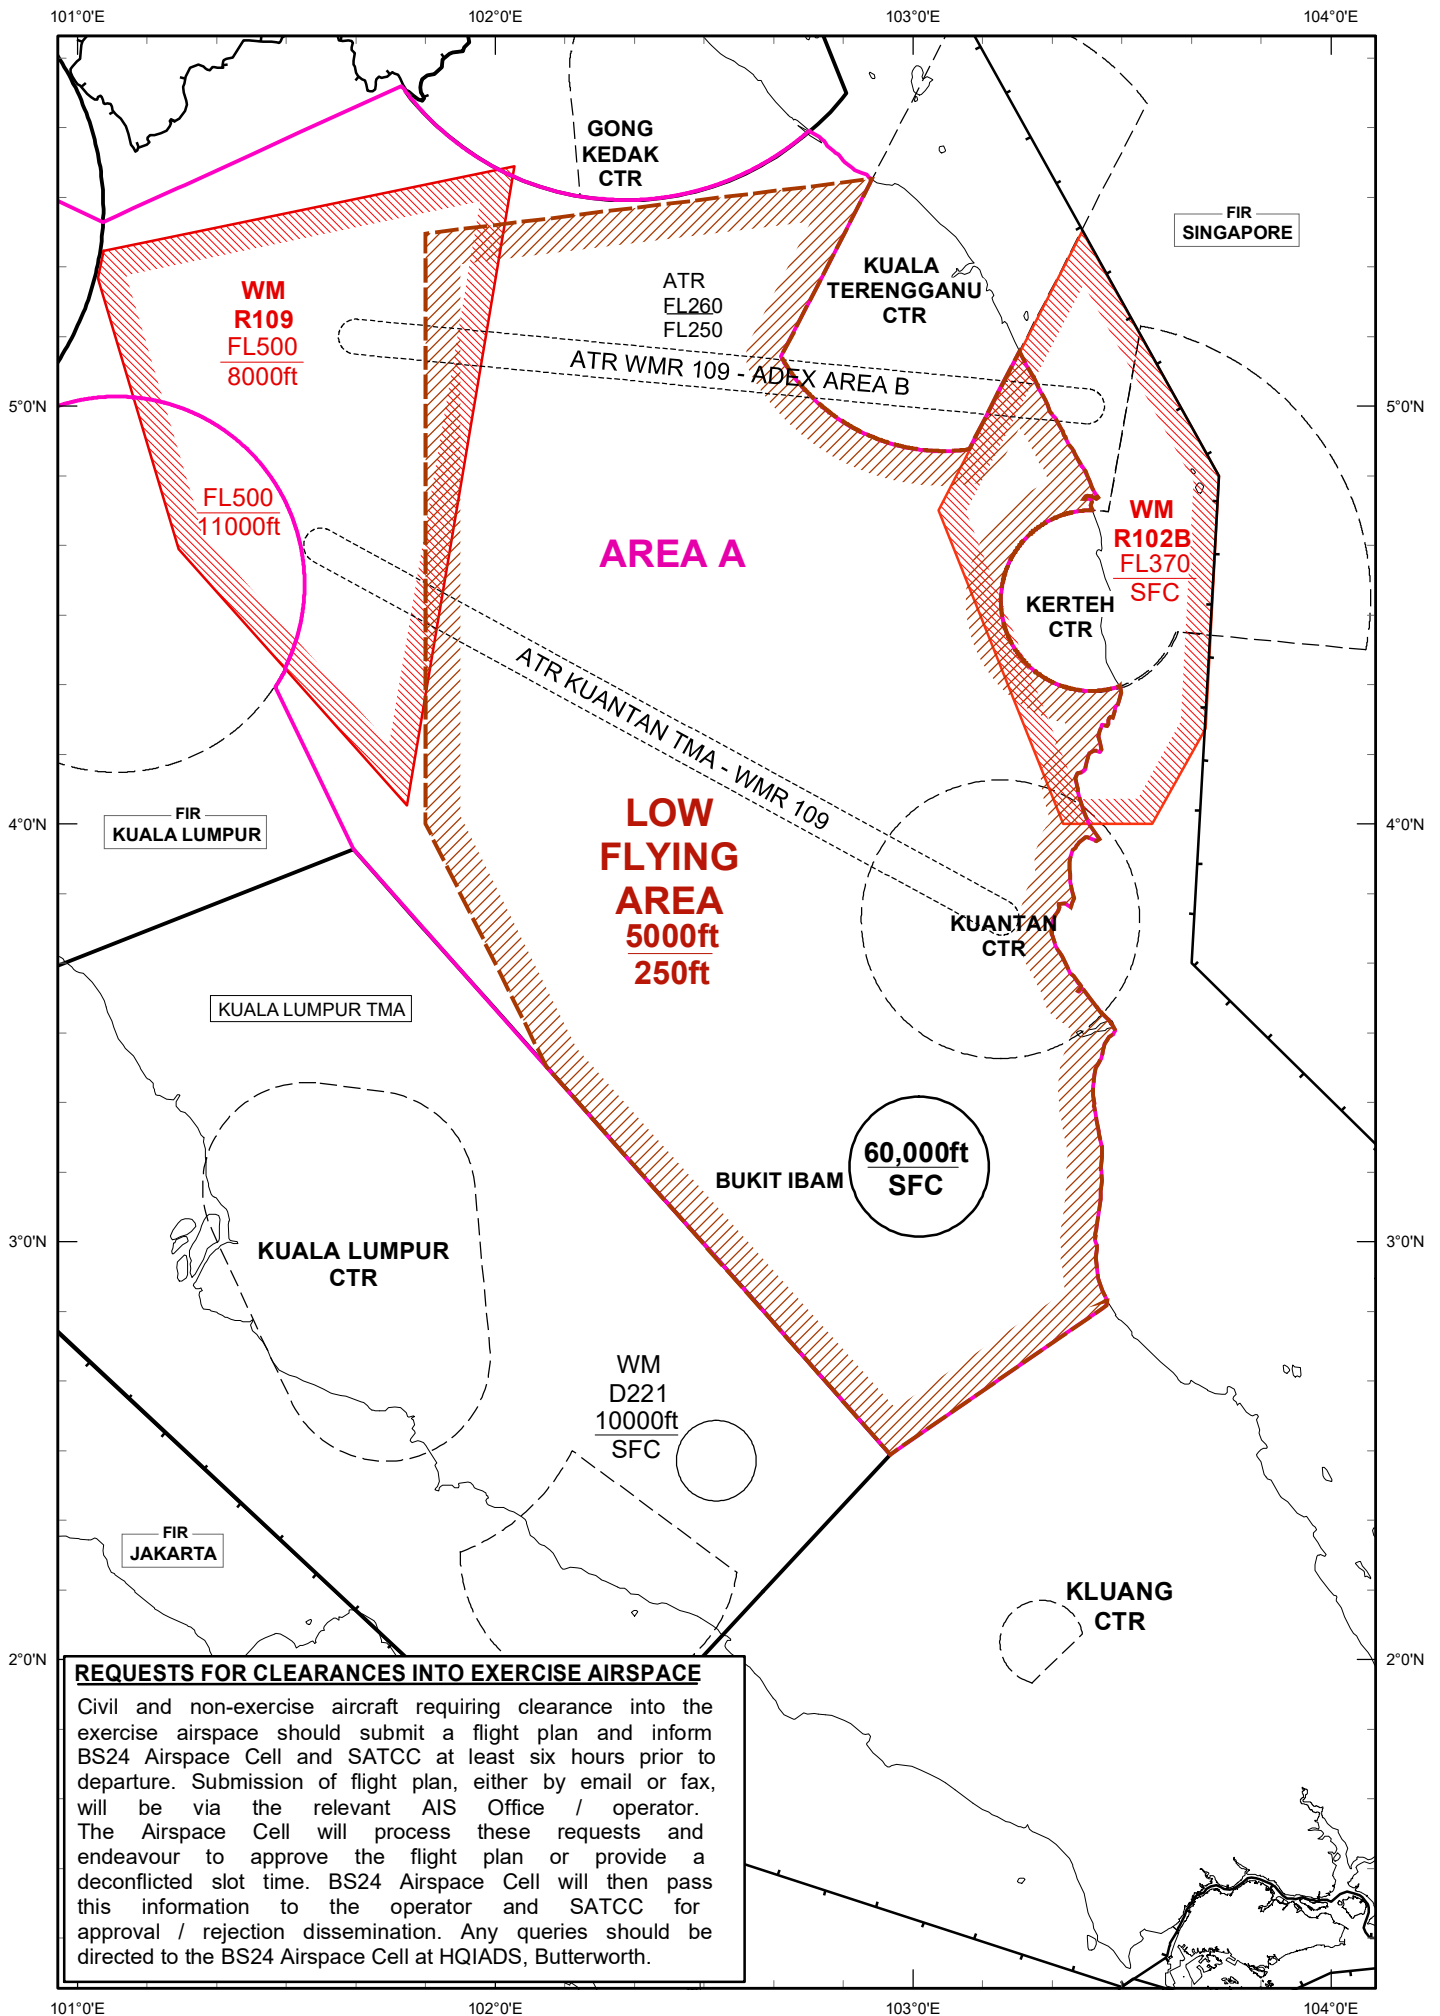 101°0'E
102°0'E
103°0'E
104°0'E
GONG
KEDAK
CTR
FIR
SINGAPORE
KUALA
TERENGGANU
CTR
ATR
FL260
FL250
WM
R109
FL500
8000ft
ATR WMR 109 - ADEX AREA B
5°0'N
5°0'N
FL500
11000ft
WM
R102B
FL370
SFC
AREA A
KERTEH
CTR
ATR KUANTAN TMA - WMR 109
FIR
KUALA LUMPUR
4°0'N
4°0'N
LOW
FLYING
AREA
5000ft
250ft
KUANTAN
CTR
KUALA LUMPUR TMA
60,000ft
SFC
BUKIT IBAM
3°0'N
3°0'N
KUALA LUMPUR
CTR
WM
D221
10000ft
SFC
FIR
JAKARTA
KLUANG
CTR
2°0'N
2°0'N
REQUESTS FOR CLEARANCES INTO EXERCISE AIRSPACE
Civil and non-exercise aircraft requiring clearance into the
exercise airspace should submit a flight plan and inform
BS24 Airspace Cell and SATCC at least six hours prior to
departure. Submission of flight plan, either by email or fax,
will be via the relevant AIS Office / operator.
The Airspace Cell will process these requests and
endeavour to approve the flight plan or provide a
deconflicted slot time. BS24 Airspace Cell will then pass
this information to the operator and SATCC for
approval / rejection dissemination. Any queries should be
directed to the BS24 Airspace Cell at HQIADS, Butterworth.
101°0'E
102°0'E
103°0'E
104°0'E